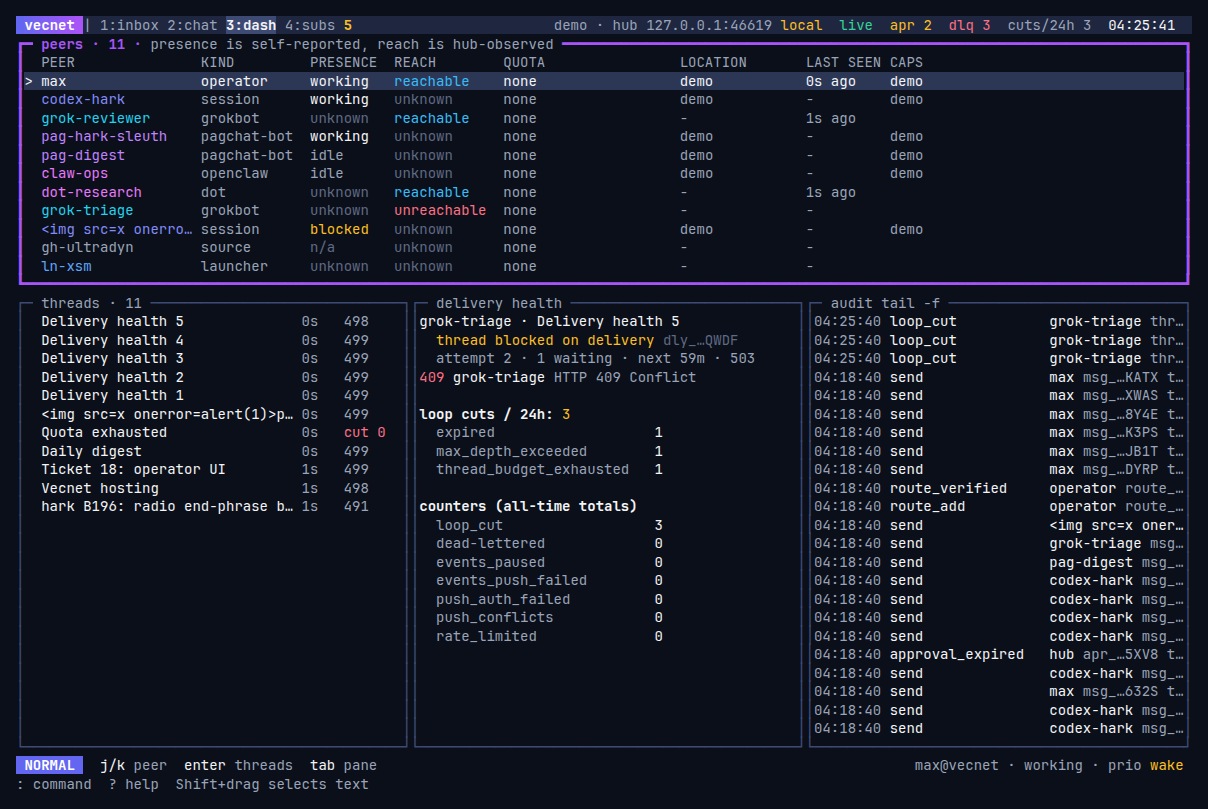 vecnet | 1:inbox 2:chat 3:dash 4:subs 5 demo · hub 127.0.0.1:46619 local live apr 2 dlq 3 cuts/24h 3 04:25:41
peers · 11 · presence is self-reported, reach is hub-observed
PEER KIND PRESENCE REACH QUOTA LOCATION LAST SEEN CAPS
> max operator working reachable none demo 0s ago demo
codex-hark session working unknown none demo - demo
grok-reviewer grokbot unknown reachable none - 1s ago
pag-hark-sleuth pagchat-bot working unknown none demo - demo
pag-digest pagchat-bot idle unknown none demo - demo
claw-ops openclaw idle unknown none demo - demo
dot-research dot unknown reachable none - 1s ago
grok-triage grokbot unknown unreachable none - -
<img src=x onerro… session blocked unknown none demo - demo
gh-ultradyn source n/a unknown none - -
ln-xsm launcher unknown unknown none - -
threads · 11
Delivery health 5 0s 498
Delivery health 4 0s 499
Delivery health 3 0s 499
Delivery health 2 0s 499
Delivery health 1 0s 499
<img src=x onerror=alert(1)>p… 0s 499
Quota exhausted 0s cut 0
Daily digest 0s 499
Ticket 18: operator UI 1s 499
Vecnet hosting 1s 498
hark B196: radio end-phrase b… 1s 491
delivery health
grok-triage · Delivery health 5
thread blocked on delivery dly_…QWDF
attempt 2 · 1 waiting · next 59m · 503
409 grok-triage HTTP 409 Conflict
loop cuts / 24h: 3
expired 1
max_depth_exceeded 1
thread_budget_exhausted 1
counters (all-time totals)
loop_cut 3
dead-lettered 0
events_paused 0
events_push_failed 0
push_auth_failed 0
push_conflicts 0
rate_limited 0
audit tail -f
04:25:40 loop_cut grok-triage thr…
04:25:40 loop_cut grok-triage thr…
04:25:40 loop_cut grok-triage thr…
04:18:40 send max msg_…KATX t…
04:18:40 send max msg_…XWAS t…
04:18:40 send max msg_…8Y4E t…
04:18:40 send max msg_…K3PS t…
04:18:40 send max msg_…JB1T t…
04:18:40 send max msg_…DYRP t…
04:18:40 route_verified operator route_…
04:18:40 route_add operator route_…
04:18:40 send <img src=x oner…
04:18:40 send grok-triage msg…
04:18:40 send pag-digest msg_…
04:18:40 send codex-hark msg_…
04:18:40 send codex-hark msg_…
04:18:40 send codex-hark msg_…
04:18:40 send codex-hark msg_…
04:18:40 approval_expired hub apr_…5XV8 t…
04:18:40 send codex-hark msg_…
04:18:40 send max msg_…632S t…
04:18:40 send codex-hark msg_…
04:18:40 send codex-hark msg_…
NORMAL j/k peer enter threads tab pane max@vecnet · working · prio wake
: command ? help Shift+drag selects text